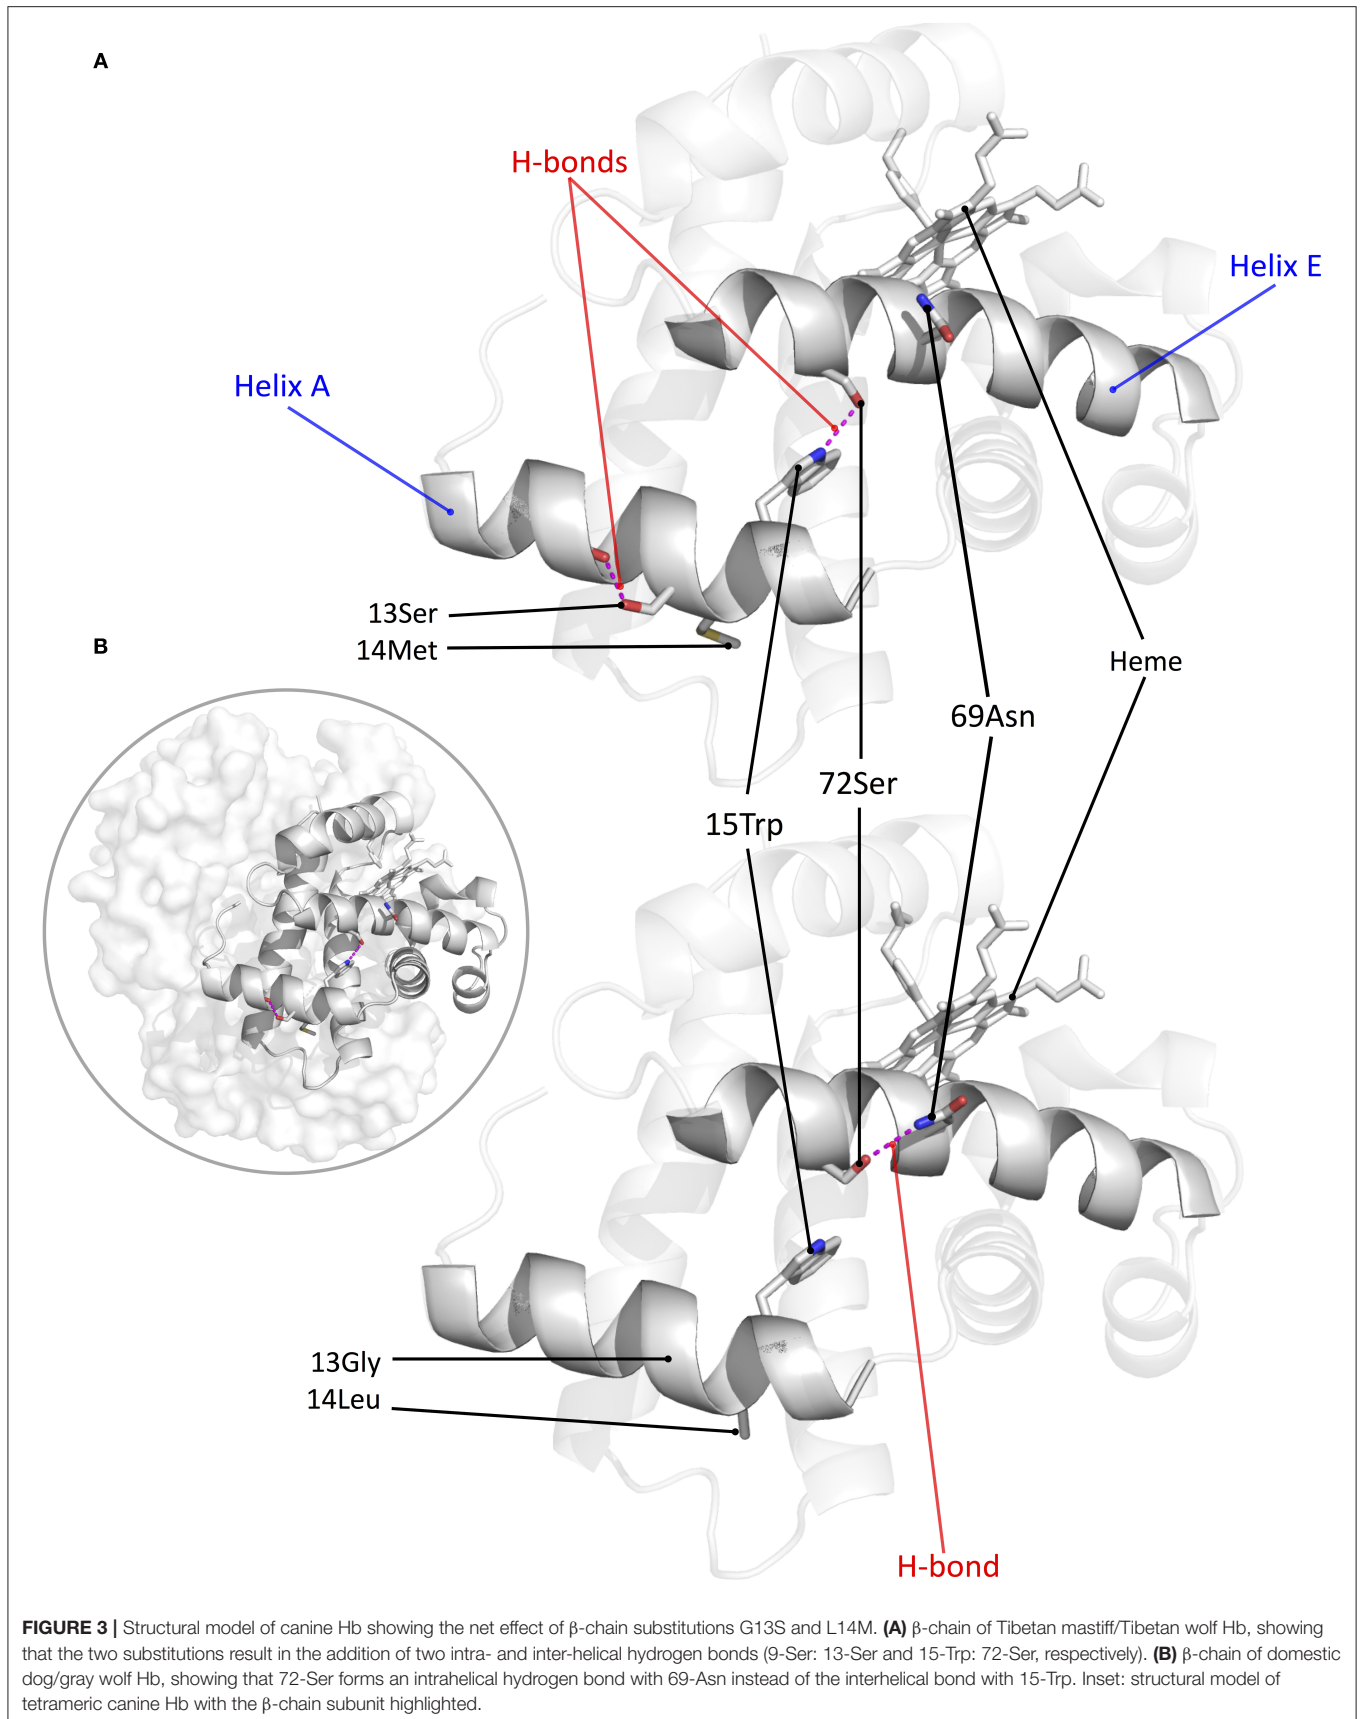 A
H-bonds
Helix E
Helix A
13Ser
14Met
B
Heme
69Asn
72Ser
15Trp
13Gly
14Leu
H-bond
FIGURE 3 | Structural model of canine Hb showing the net effect of β-chain substitutions G13S and L14M. (A) β-chain of Tibetan mastiff/Tibetan wolf Hb, showing
that the two substitutions result in the addition of two intra- and inter-helical hydrogen bonds (9-Ser: 13-Ser and 15-Trp: 72-Ser, respectively). (B) β-chain of domestic
dog/gray wolf Hb, showing that 72-Ser forms an intrahelical hydrogen bond with 69-Asn instead of the interhelical bond with 15-Trp. Inset: structural model of
tetrameric canine Hb with the β-chain subunit highlighted.